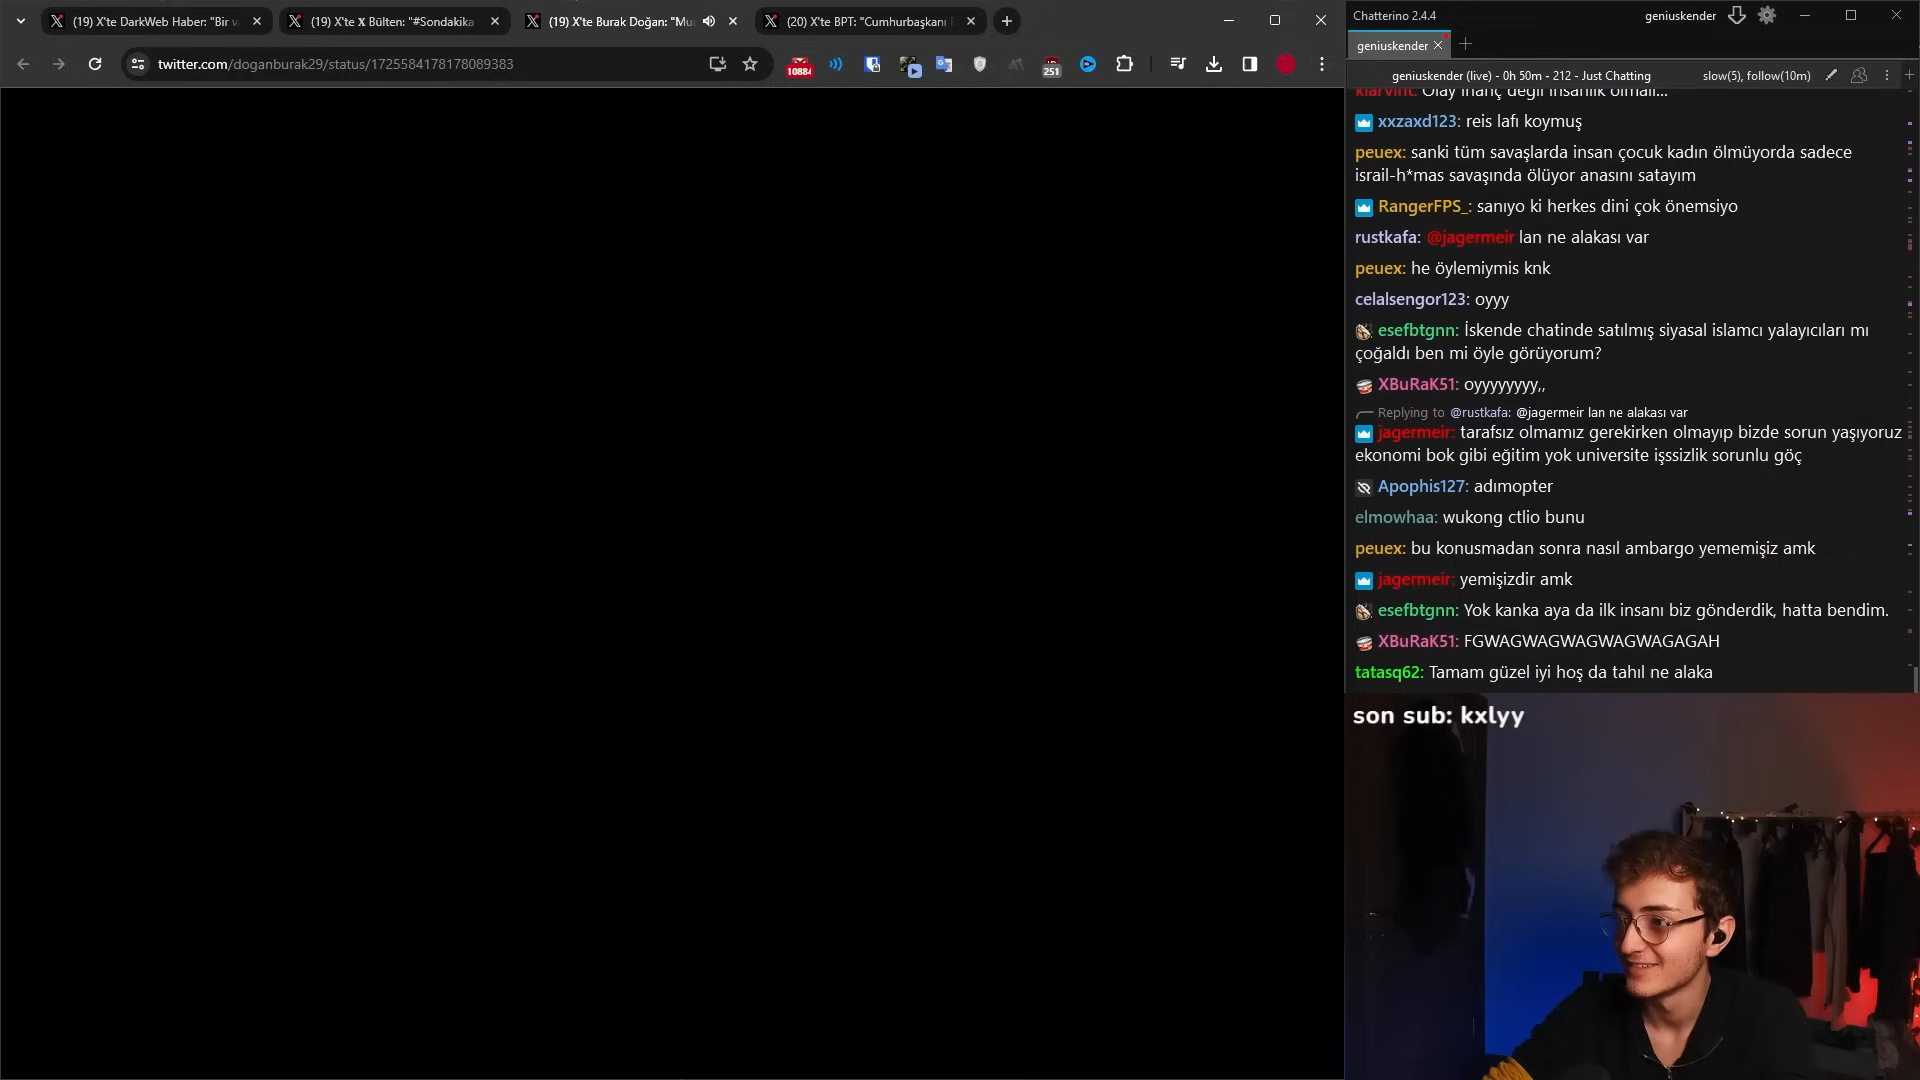 (19) X'te DarkWeb Haber: "Bir v
(19) X'te X Bülten: "#Sondakika
(19) X'te Burak Doğan: "Mu
(20) X'te BPT: "Cumhurbaşkanı
twitter.com/doganburak29/status/1725584178178089383
10884
251
Chatterino 2.4.4
geniuskender
geniuskender
geniuskender (live) - 0h 50m - 212 - Just Chatting
slow(5), follow(10m)
klarvint: Olay inanç değil insanlık olmalı...
xxzaxd123: reis lafı koymuş
peuex: sanki tüm savaşlarda insan çocuk kadın ölmüyorda sadece
israil-h*mas savaşında ölüyor anasını satayım
RangerFPS_: sanıyo ki herkes dini çok önemsiyo
rustkafa: @jagermeir lan ne alakası var
peuex: he öylemiymis knk
celalsengor123: oyyy
esefbtgnn: İskende chatinde satılmış siyasal islamcı yalayıcıları mı
çoğaldı ben mi öyle görüyorum?
XBuRaK51: oyyyyyyyy,,
Replying to @rustkafa: @jagermeir lan ne alakası var
jagermeir: tarafsız olmamız gerekirken olmayıp bizde sorun yaşıyoruz
ekonomi bok gibi eğitim yok universite işssizlik sorunlu göç
Apophis127: adımopter
elmowhaa: wukong ctlio bunu
peuex: bu konusmadan sonra nasıl ambargo yememişiz amk
jagermeir: yemişizdir amk
esefbtgnn: Yok kanka aya da ilk insanı biz gönderdik, hatta bendim.
XBuRaK51: FGWAGWAGWAGWAGWAGAGAH
tatasq62: Tamam güzel iyi hoş da tahıl ne alaka
son sub: kxlyy